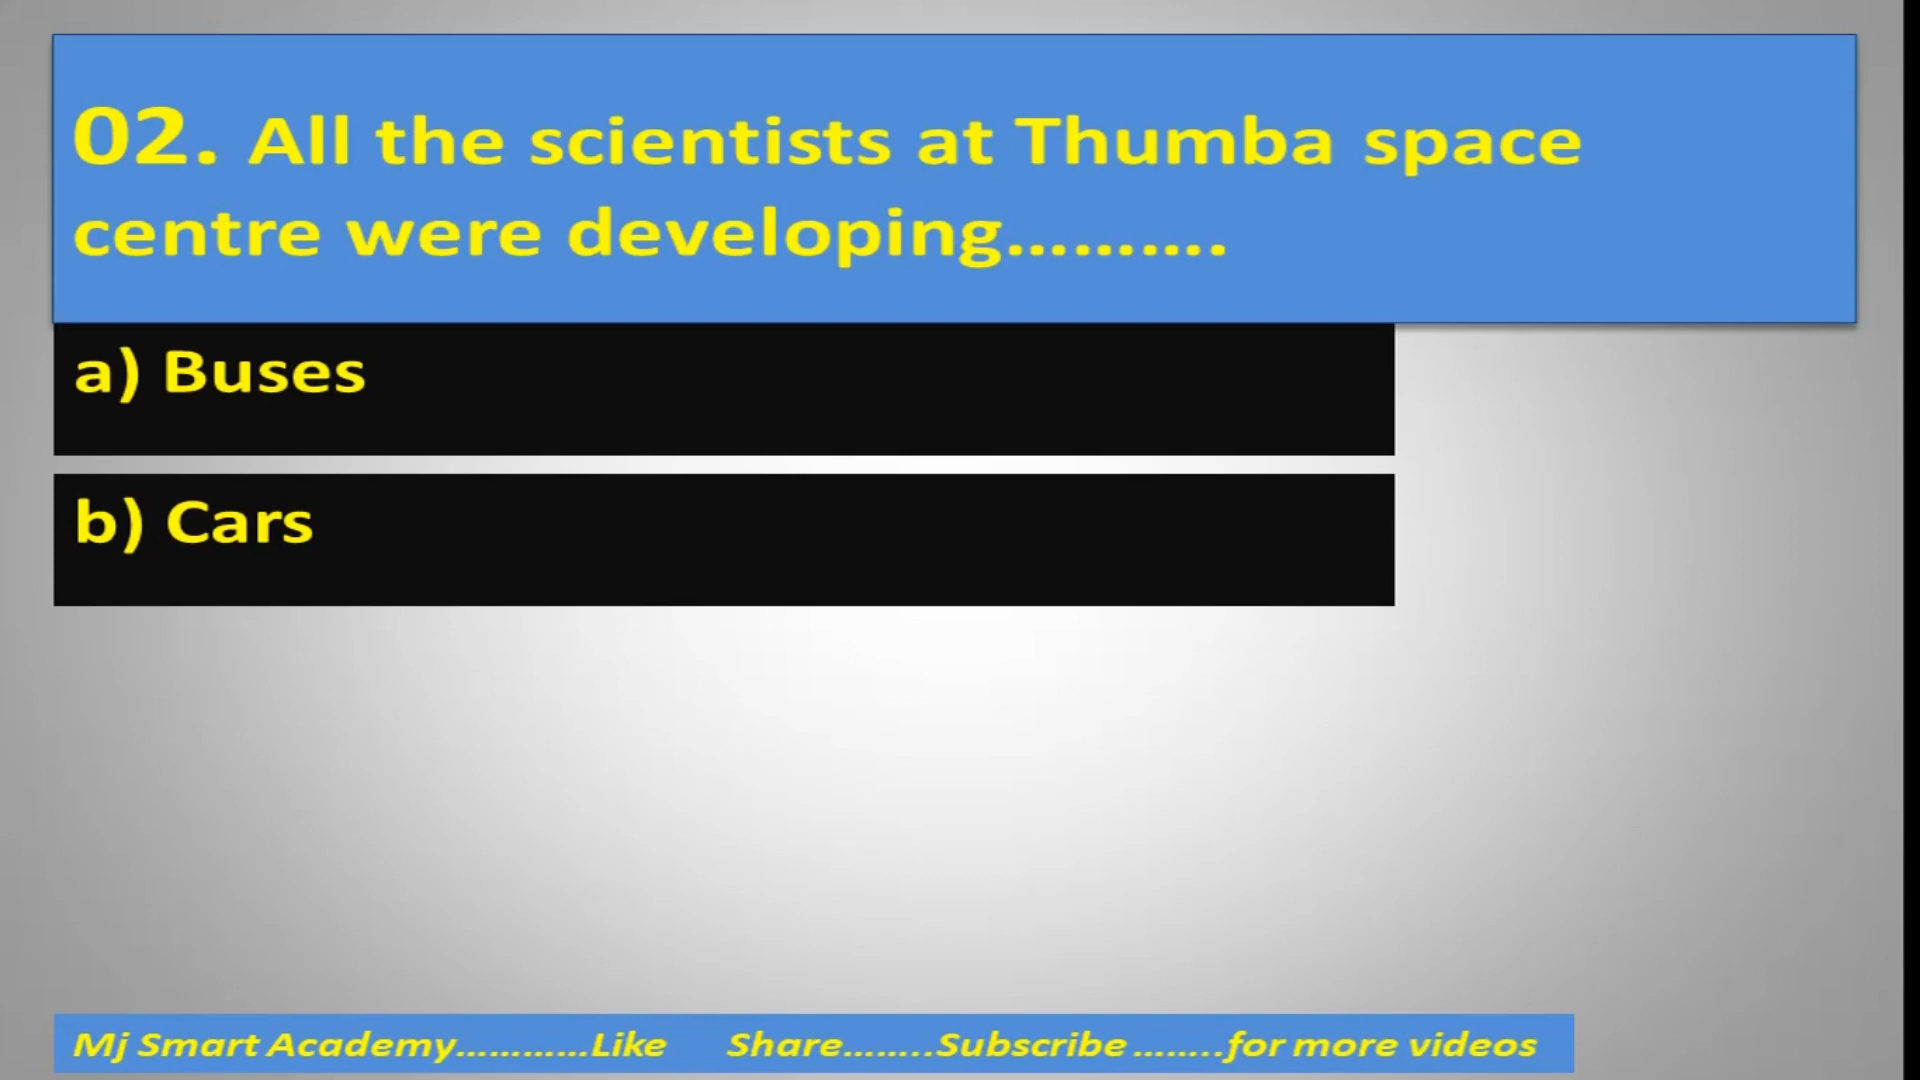 02. All the scientists at Thumba space
centre were developing..........
a) Buses
b) Cars
Mj Smart Academy............Like Share........Subscribe ........for more videos